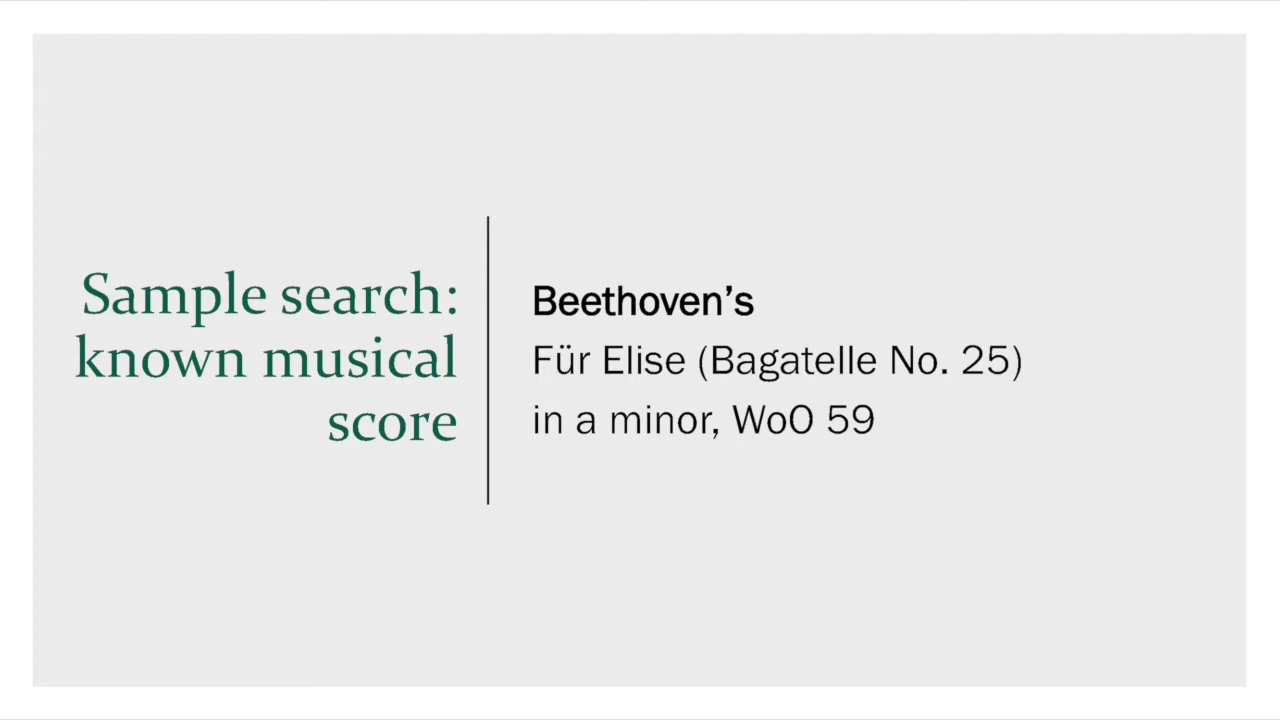 Sample search:
known musical
score
Beethoven’s
Für Elise (Bagatelle No. 25)
in a minor, WoO 59